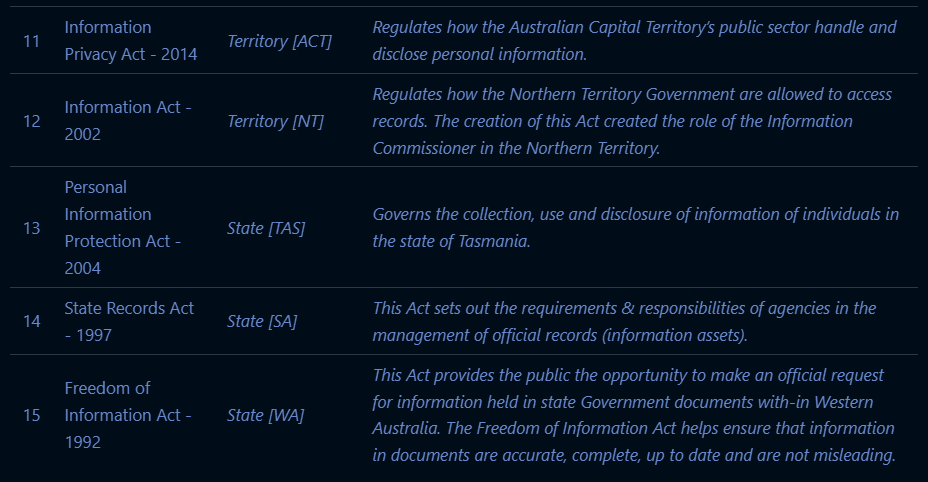 11
Information
Privacy Act - 2014
Territory [ACT]
Regulates how the Australian Capital Territory's public sector handle and
disclose personal information.
12
Information Act -
2002
Territory [NT]
Regulates how the Northern Territory Government are allowed to access
records. The creation of this Act created the role of the Information
Commissioner in the Northern Territory.
13
Personal
Information
Protection Act -
2004
State [TAS]
Governs the collection, use and disclosure of information of individuals in
the state of Tasmania.
14
State Records Act
- 1997
State [SA]
This Act sets out the requirements & responsibilities of agencies in the
management of official records (information assets).
15
Freedom of
Information Act -
1992
State [WA]
This Act provides the public the opportunity to make an official request
for information held in state Government documents with-in Western
Australia. The Freedom of Information Act helps ensure that information
in documents are accurate, complete, up to date and are not misleading.